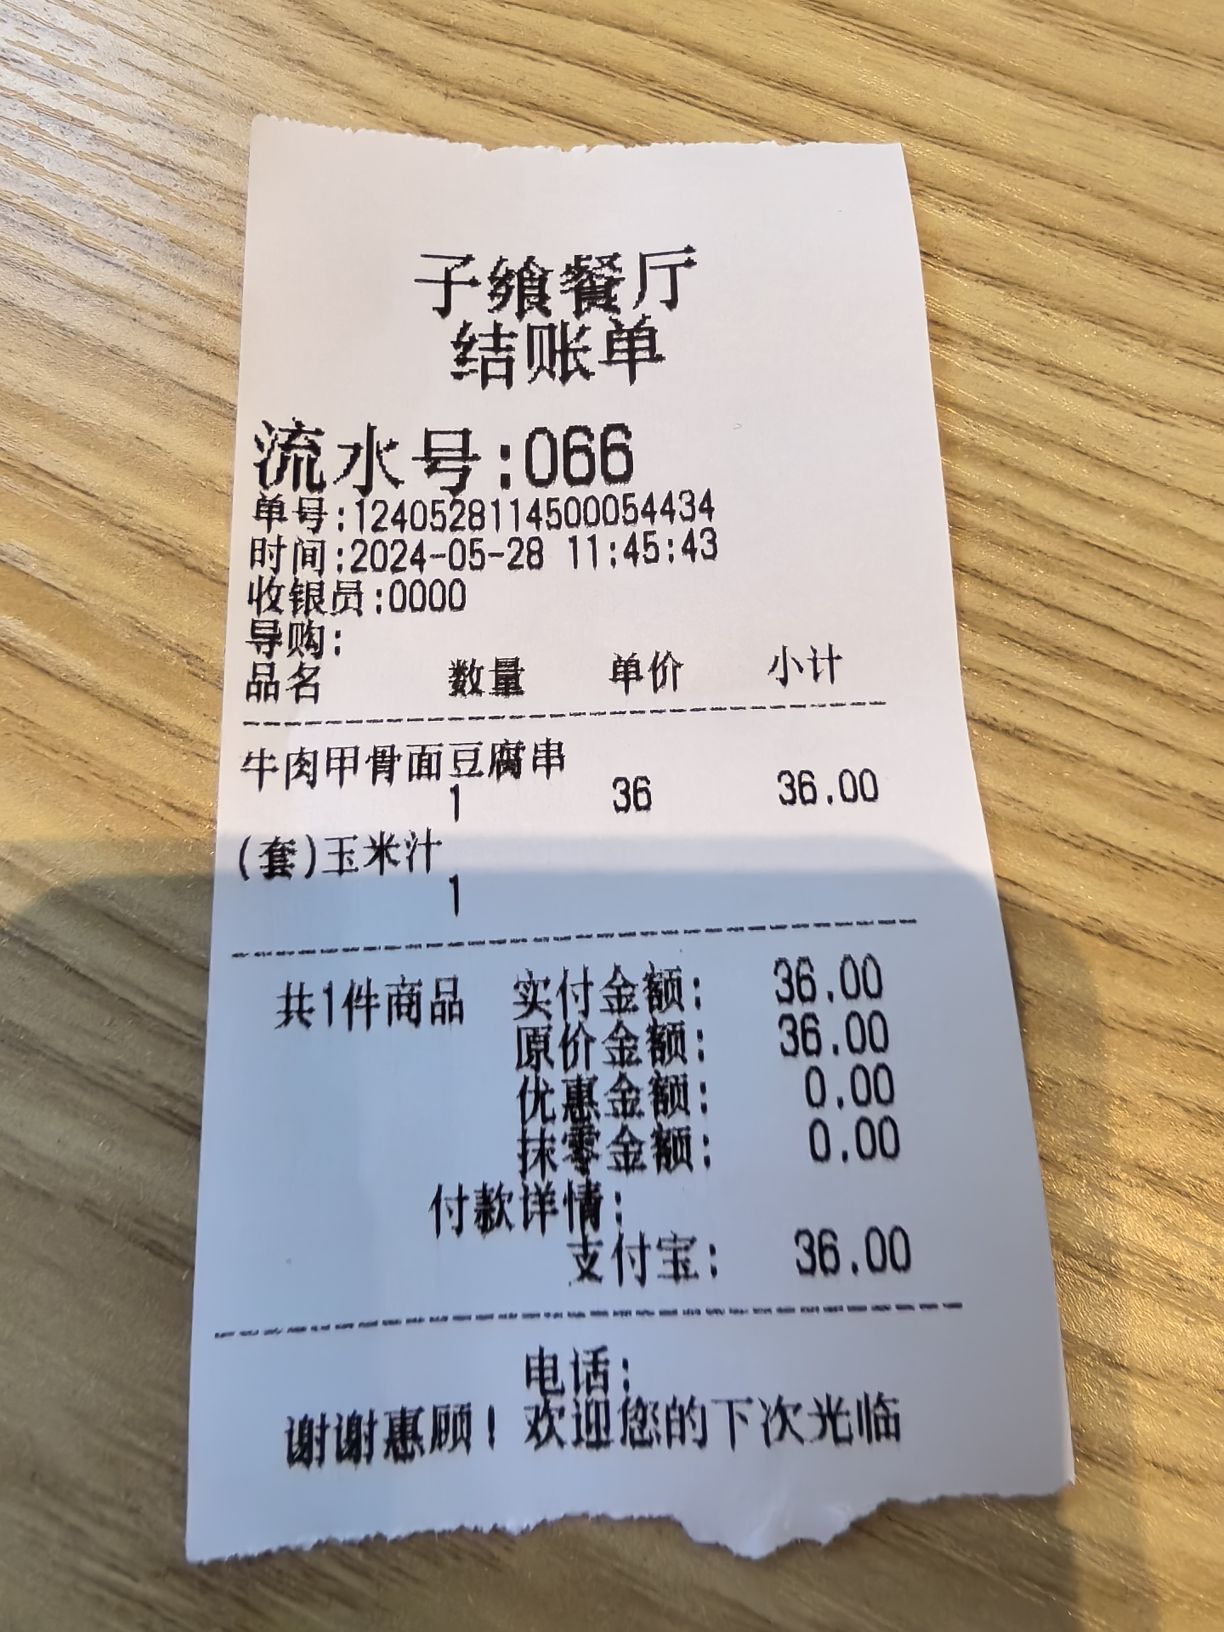 子飨餐厅
结账单
流水号:066
单号:1240528114500054434
时间:2024-05-28 11:45:43
收银员:0000
导购:
品名 数量 单价 小计
牛肉甲骨面豆腐串
1 36 36.00
(套)玉米汁
1
共1件商品 实付金额: 36.00
原价金额: 36.00
优惠金额: 0.00
抹零金额: 0.00
付款详情:
支付宝: 36.00
电话:
谢谢惠顾! 欢迎您的下次光临